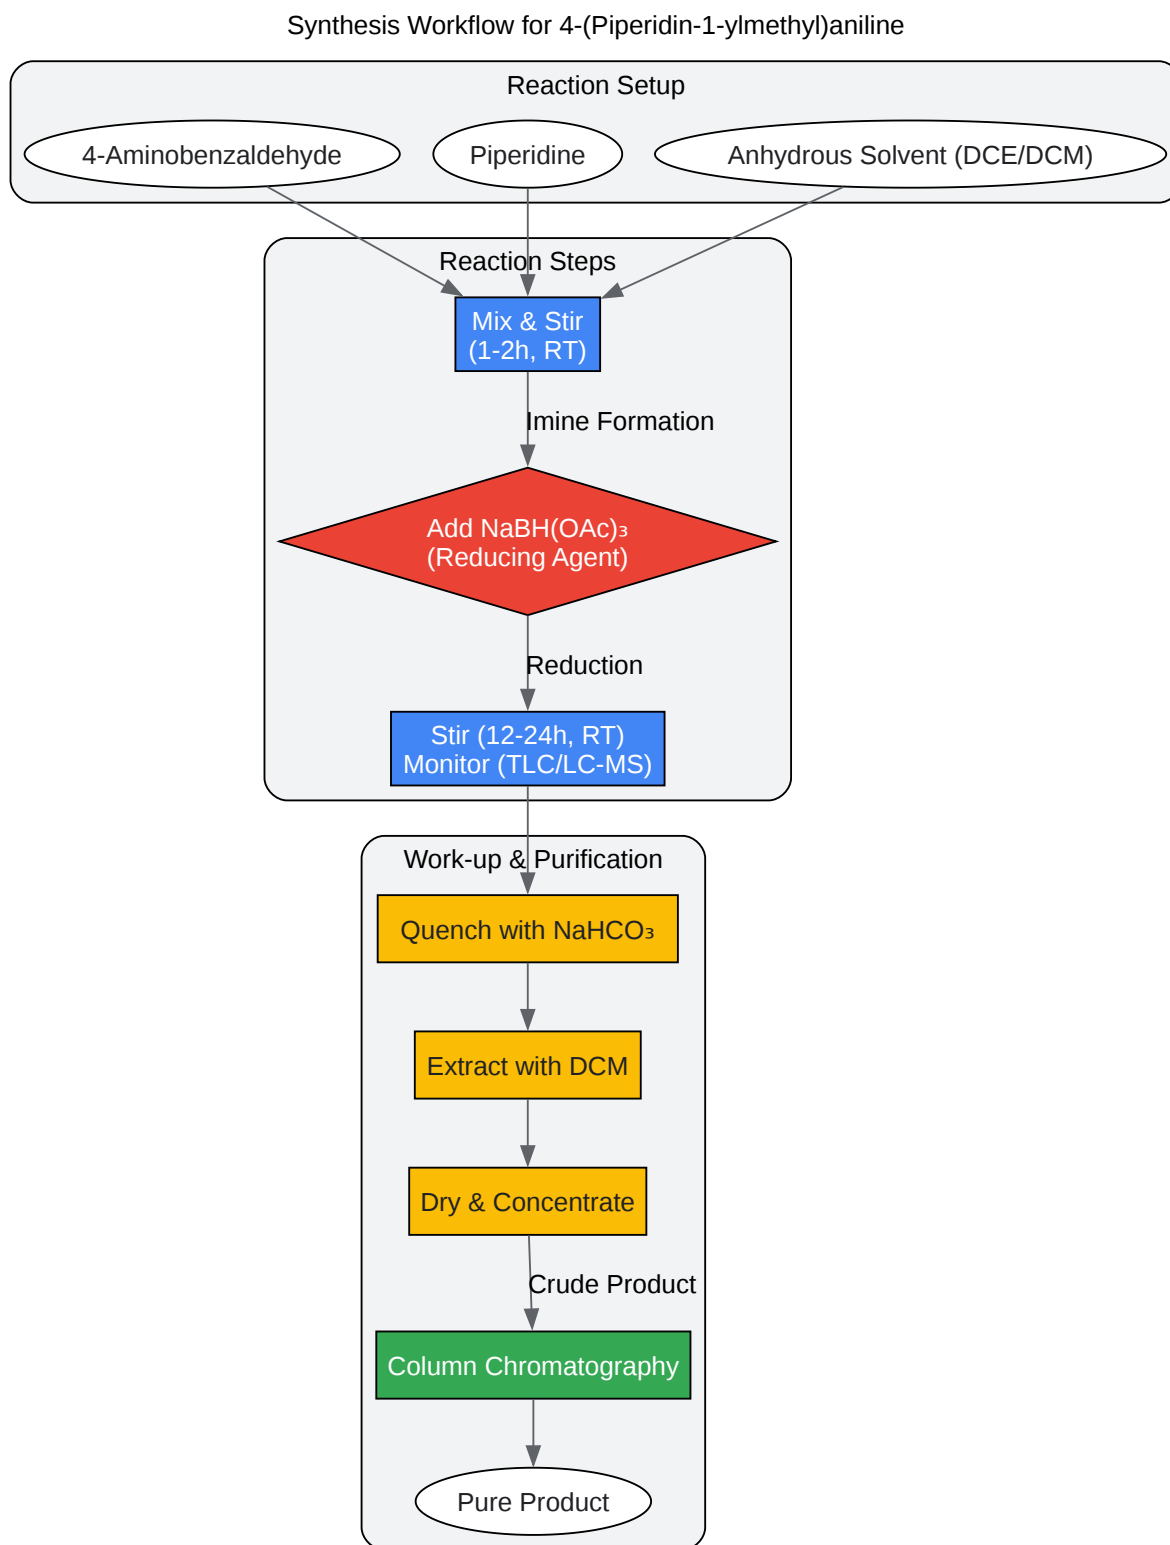 Synthesis Workflow for 4-(Piperidin-1-ylmethyl)aniline
Reaction Setup
4-Aminobenzaldehyde
Piperidine
Anhydrous Solvent (DCE/DCM)
Reaction Steps
Mix & Stir
(1-2h, RT)
Imine Formation
Add NaBH(OAc)₃
(Reducing Agent)
Reduction
Stir (12-24h, RT)
Monitor (TLC/LC-MS)
Work-up & Purification
Quench with NaHCO₃
Extract with DCM
Dry & Concentrate
Crude Product
Column Chromatography
Pure Product